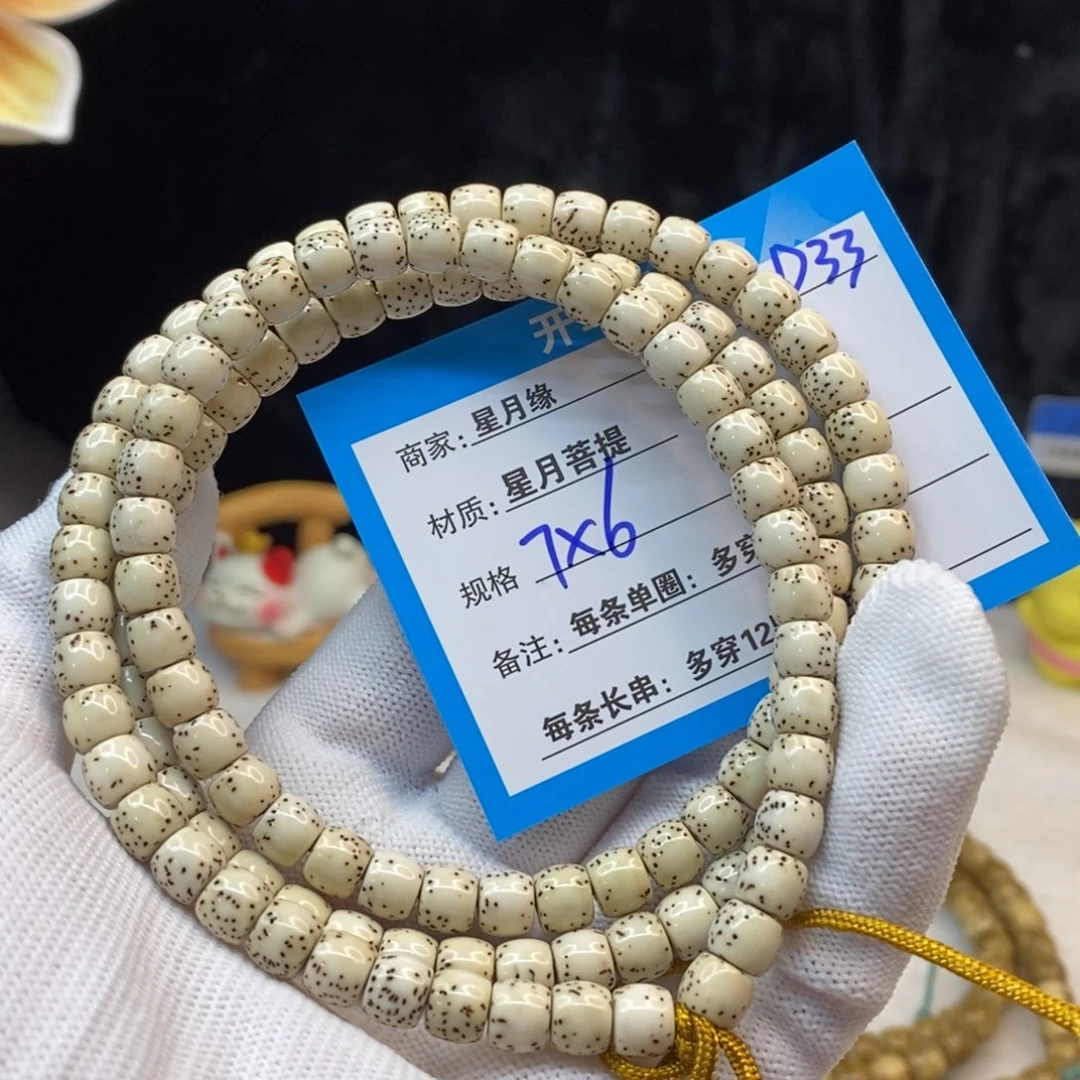 D33
开
商家：星月缘
材质：星月菩提
规格 7x6
备注：每条单圈：多穿
每条长串：多穿12